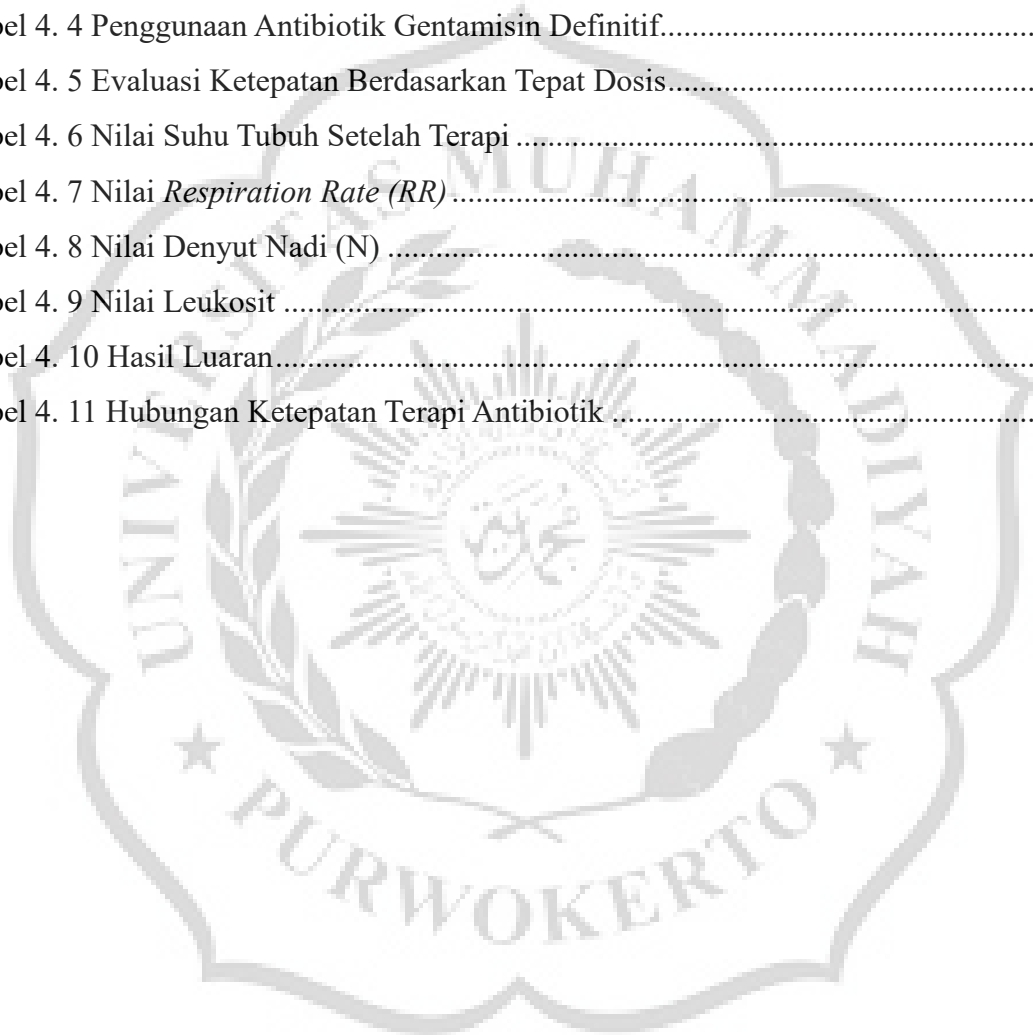 bel 4. 4 Penggunaan Antibiotik Gentamisin Definitif........................................................
bel 4. 5 Evaluasi Ketepatan Berdasarkan Tepat Dosis........................................................
bel 4. 6 Nilai Suhu Tubuh Setelah Terapi ........................................................
bel 4. 7 Nilai Respiration Rate (RR) ........................................................
bel 4. 8 Nilai Denyut Nadi (N) ........................................................
bel 4. 9 Nilai Leukosit ........................................................
bel 4. 10 Hasil Luaran........................................................
bel 4. 11 Hubungan Ketepatan Terapi Antibiotik ........................................................
UNIVERSITAS MUHAMMADIYAH
PURWOKERTO